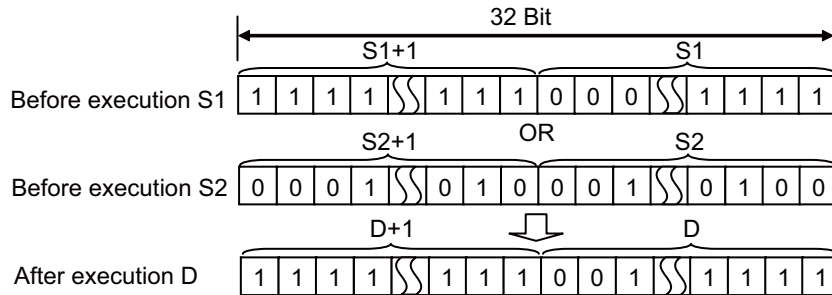 32 Bit
S1+1 S1
Before execution S1 1 1 1 1 1 1 1 0 0 0 1 1 1 1
OR
S2+1 S2
Before execution S2 0 0 0 1 0 1 0 0 0 1 0 1 0 0
D+1 D
After execution D 1 1 1 1 1 1 1 0 0 1 1 1 1 1